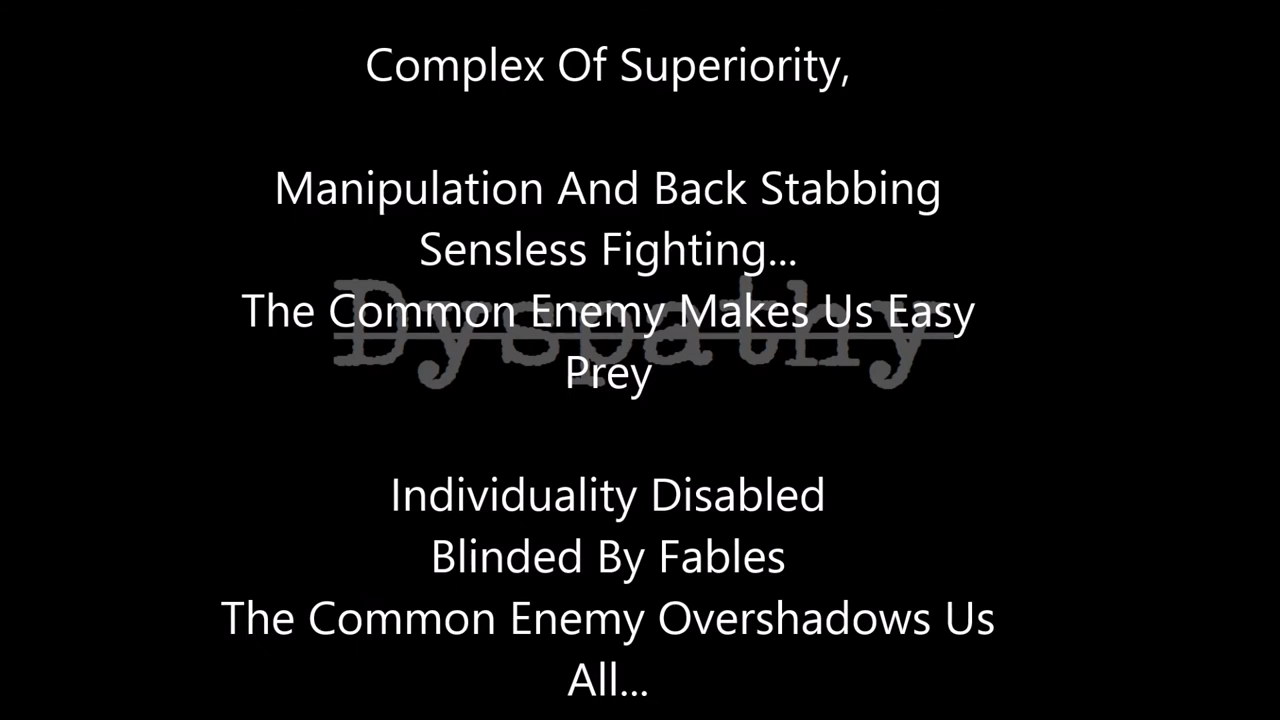 Complex Of Superiority,
Manipulation And Back Stabbing
Sensless Fighting...
Dyspathy
The Common Enemy Makes Us Easy
Prey
Individuality Disabled
Blinded By Fables
The Common Enemy Overshadows Us
All...